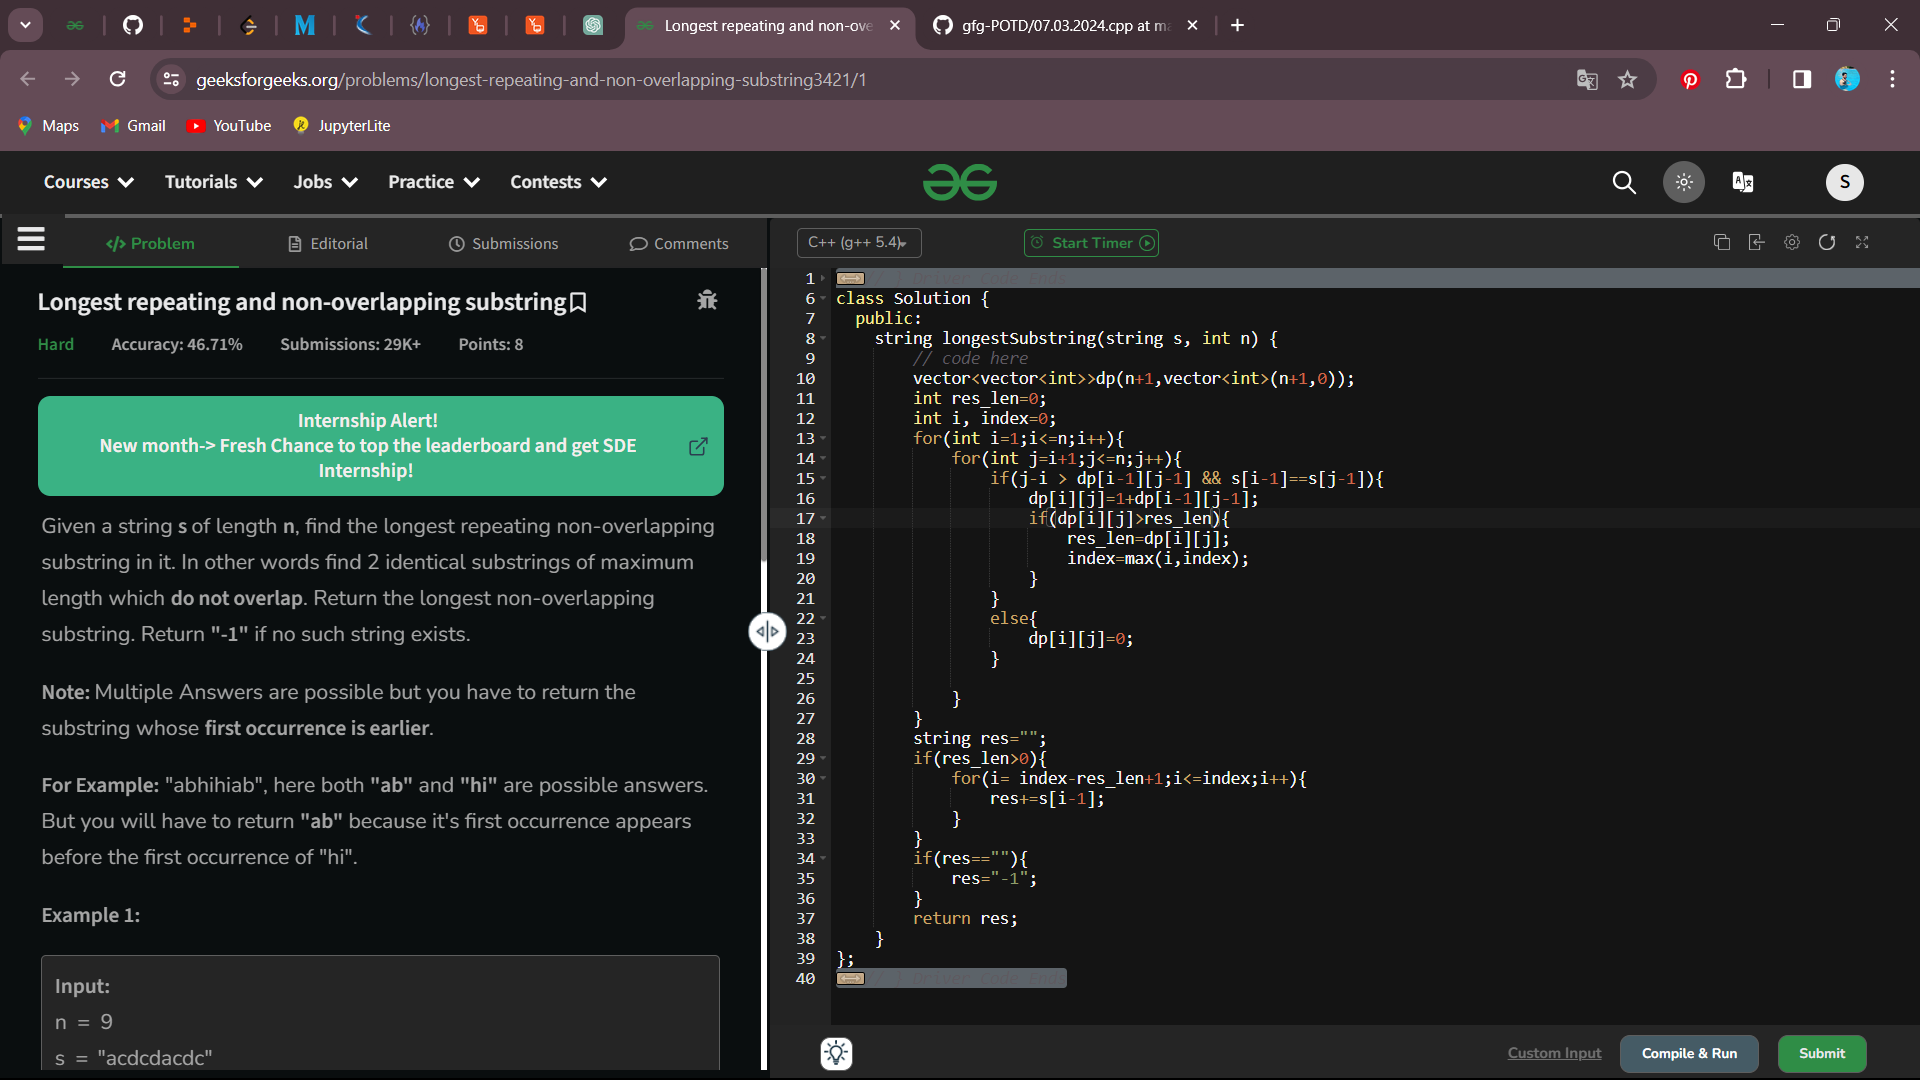 Longest repeating and non-ove
gfg-POTD/07.03.2024.cpp at ma
geeksforgeeks.org/problems/longest-repeating-and-non-overlapping-substring3421/1
Maps Gmail YouTube JupyterLite
Courses Tutorials Jobs Practice Contests S
</> Problem Editorial Submissions Comments
Longest repeating and non-overlapping substring
Hard Accuracy: 46.71% Submissions: 29K+ Points: 8
Internship Alert!
New month-> Fresh Chance to top the leaderboard and get SDE
Internship!
Given a string s of length n, find the longest repeating non-overlapping
substring in it. In other words find 2 identical substrings of maximum
length which do not overlap. Return the longest non-overlapping
substring. Return "-1" if no such string exists.
Note: Multiple Answers are possible but you have to return the
substring whose first occurrence is earlier.
For Example: "abhihiab", here both "ab" and "hi" are possible answers.
But you will have to return "ab" because it's first occurrence appears
before the first occurrence of "hi".
Example 1:
Input:
n = 9
s = "acdcdacdc"
C++ (g++ 5.4) Start Timer
1 // } Driver Code Ends
6 class Solution {
7 public:
8 string longestSubstring(string s, int n) {
9 // code here
10 vector<vector<int>>dp(n+1,vector<int>(n+1,0));
11 int res_len=0;
12 int i, index=0;
13 for(int i=1;i<=n;i++){
14 for(int j=i+1;j<=n;j++){
15 if(j-i > dp[i-1][j-1] && s[i-1]==s[j-1]){
16 dp[i][j]=1+dp[i-1][j-1];
17 if(dp[i][j]>res_len){
18 res_len=dp[i][j];
19 index=max(i,index);
20 }
21 }
22 else{
23 dp[i][j]=0;
24 }
25
26 }
27 }
28 string res="";
29 if(res_len>0){
30 for(i= index-res_len+1;i<=index;i++){
31 res+=s[i-1];
32 }
33 }
34 if(res==""){
35 res="-1";
36 }
37 return res;
38 }
39 };
40 // } Driver Code Ends
Custom Input Compile & Run Submit